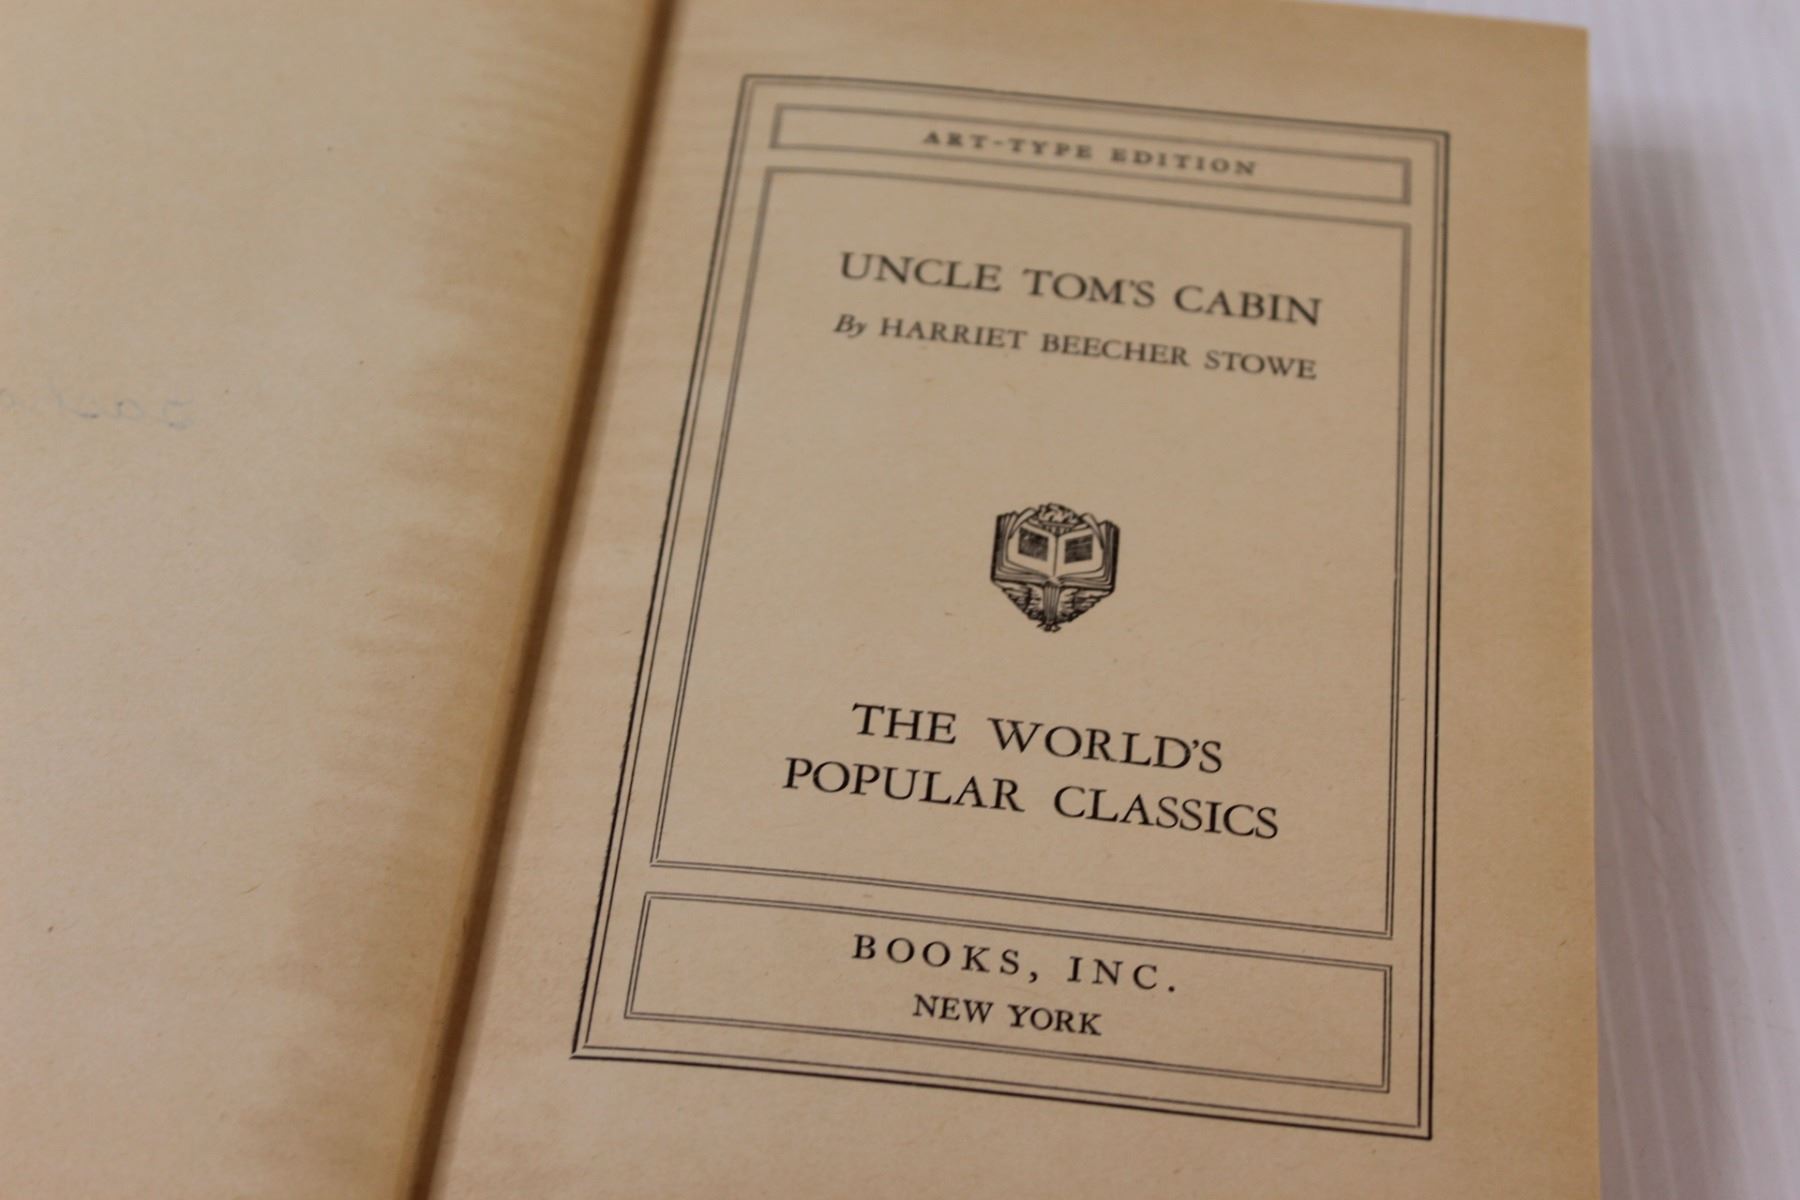 ART-TYPE EDITION
UNCLE TOM'S CABIN
By HARRIET BEECHER STOWE
THE WORLD'S
POPULAR CLASSICS
BOOKS, INC.
NEW YORK